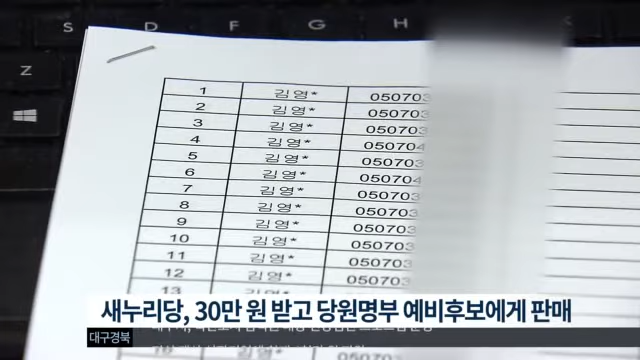 S D F G H
Z
1 김영* 050703
2 김영* 050703
3 김영* 050703
4 김영* 050704
5 김영* 050703
6 김영* 050704
7 김영* 050703
8 김영* 050703
9 김영* 050703
10 김영* 050703
11 김영* 050703
12 김영* 050703
13
새누리당, 30만 원 받고 당원명부 예비후보에게 판매
대구경북